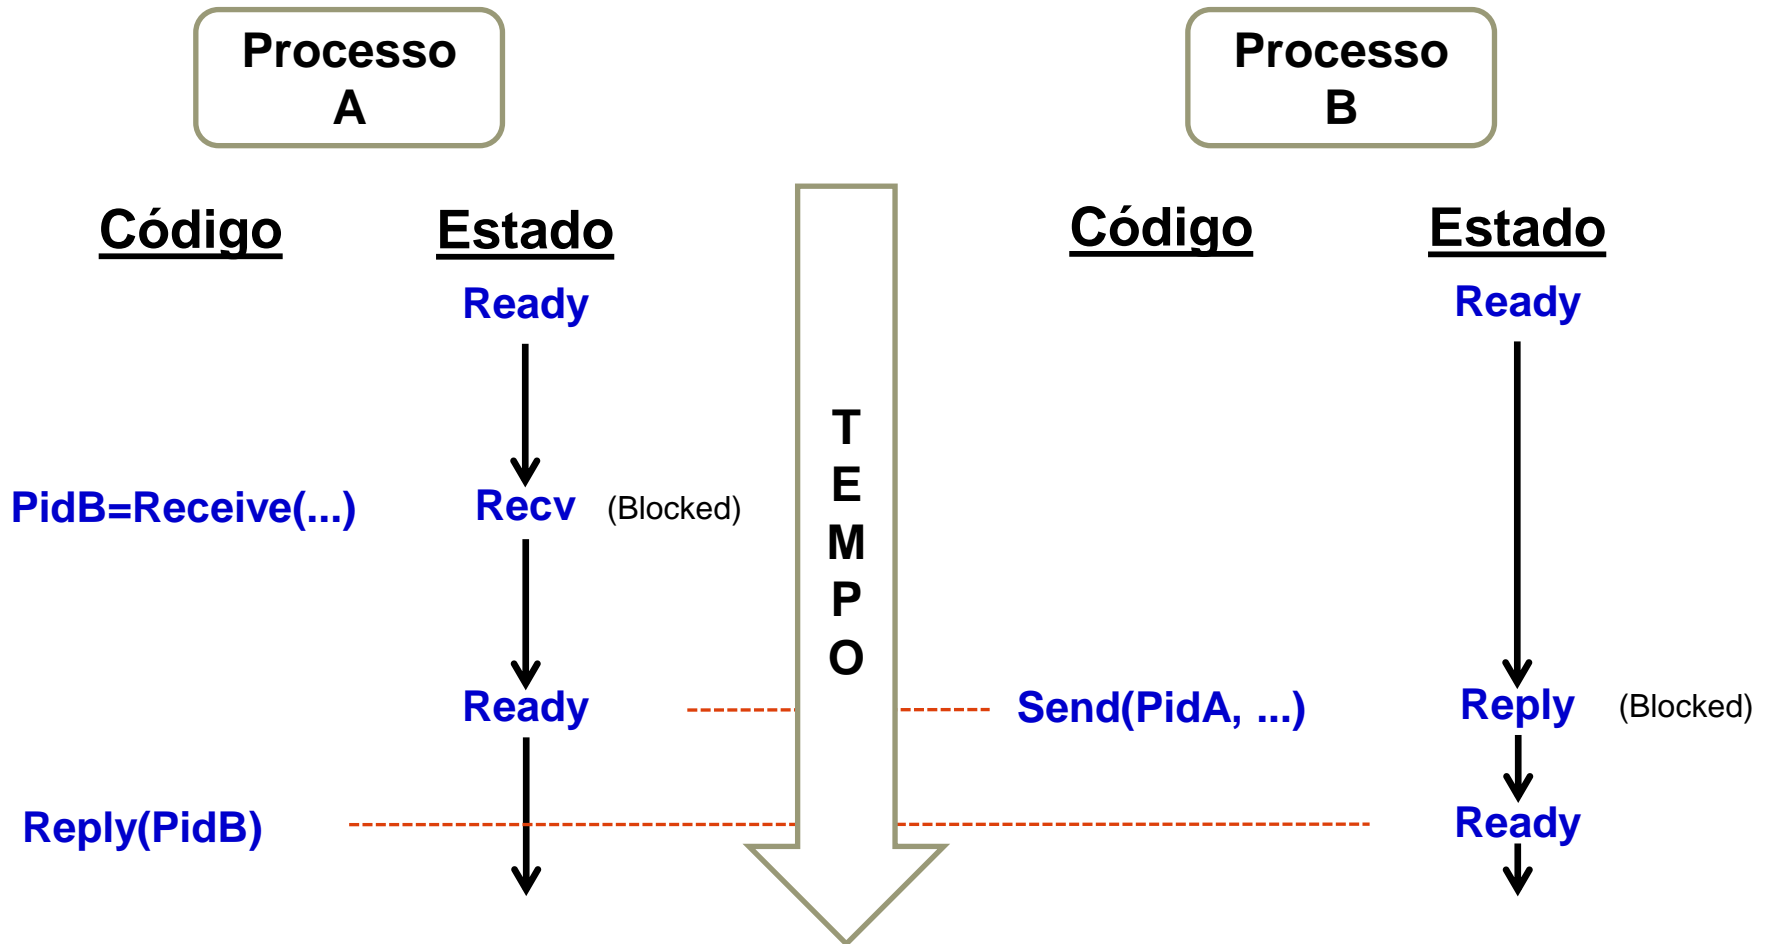 Processo
A
Processo
B
Código
Estado
Código
Estado
Ready
Ready
T
E
M
P
O
PidB=Receive(...)
Recv
(Blocked)
Ready
Send(PidA, ...)
Reply
(Blocked)
Reply(PidB)
Ready